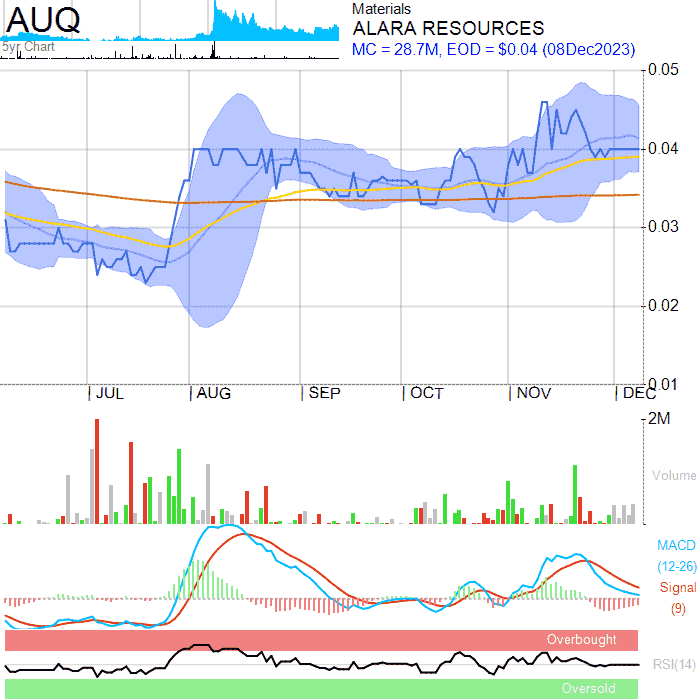 AUQ
5yr Chart
Materials
ALARA RESOURCES
MC = 28.7M, EOD = $0.04 (08Dec2023)
0.05
0.04
0.03
0.02
0.01
JUL AUG SEP OCT NOV DEC
2M
Volume
MACD
(12-26)
Signal
(9)
Overbought
RSI(14)
Oversold